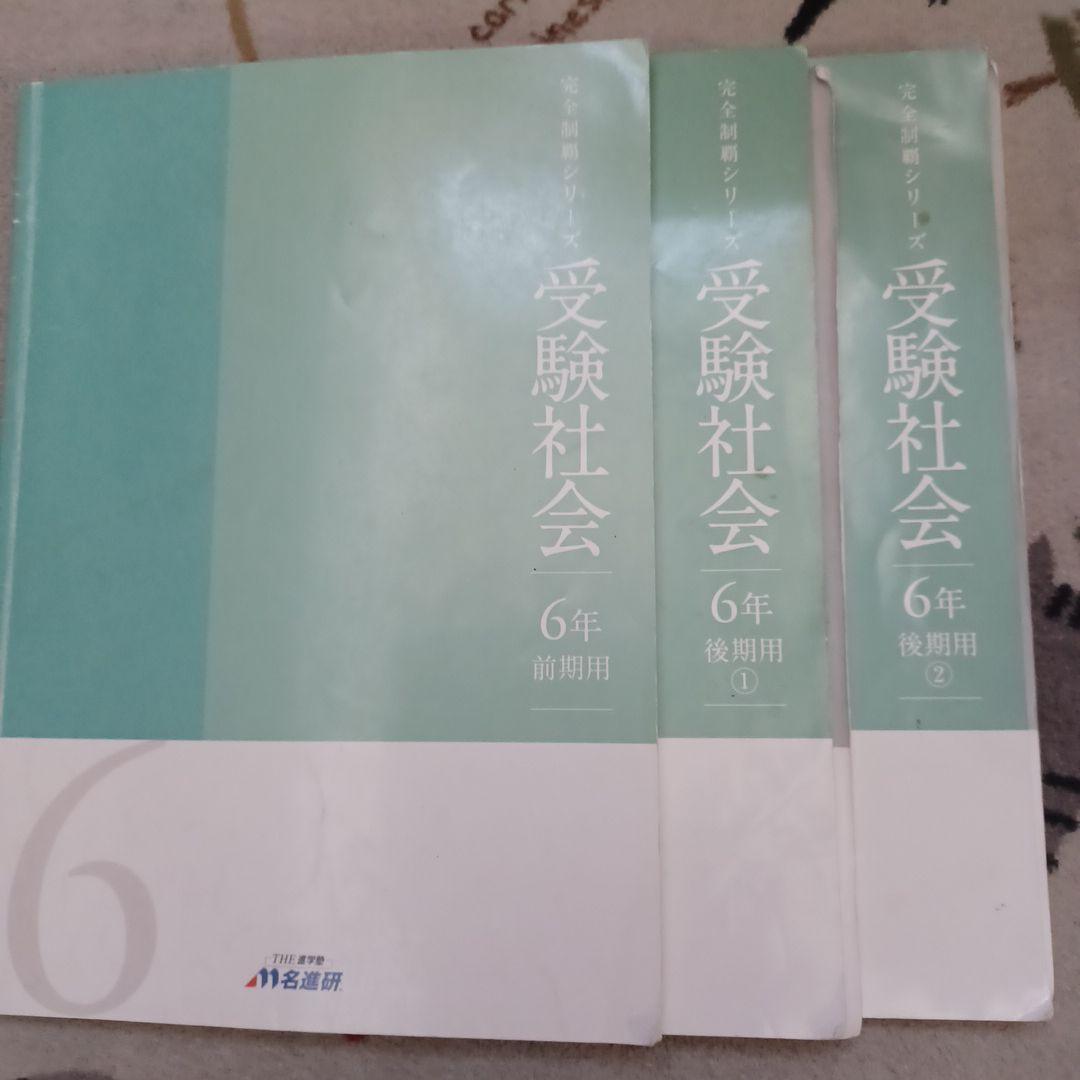 完全制覇シリーズ
受験社会
6年
前期用
6
THE 進学塾
名進研
完全制覇シリーズ
受験社会
6年
後期用
①
完全制覇シリーズ
受験社会
6年
後期用
②